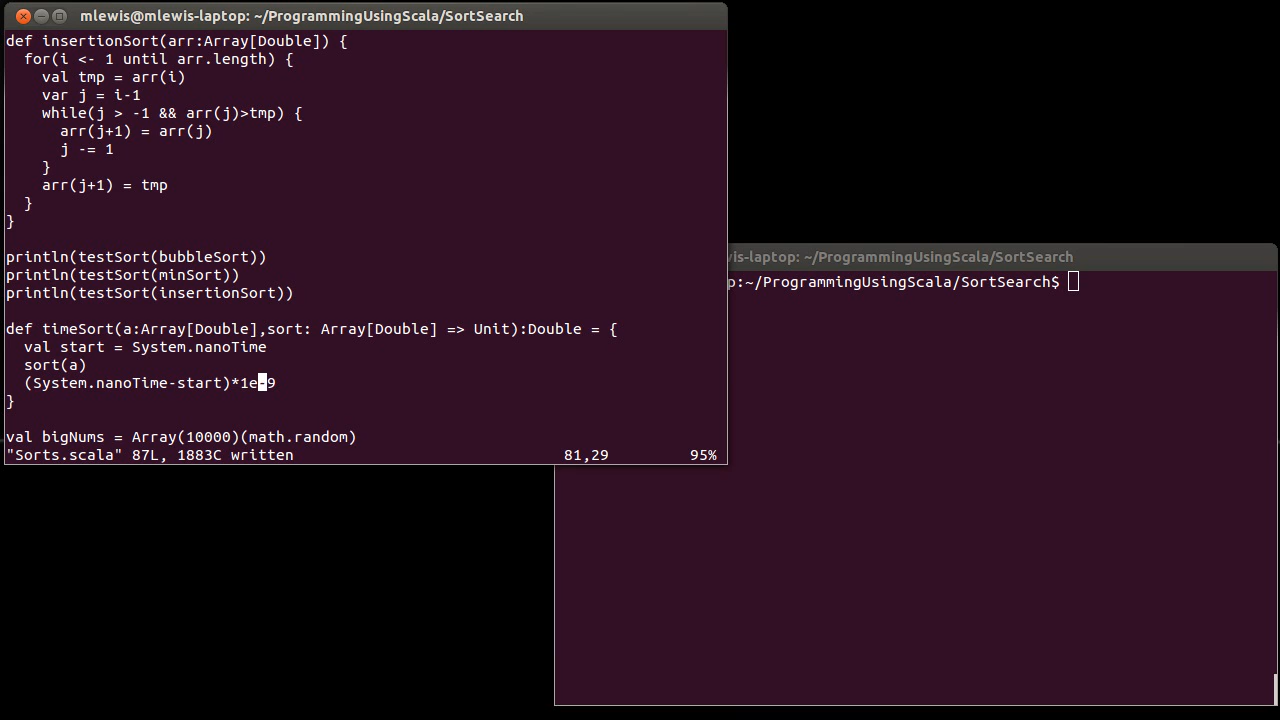 mlewis@mlewis-laptop: ~/ProgrammingUsingScala/SortSearch
def insertionSort(arr:Array[Double]) {
  for(i <- 1 until arr.length) {
    val tmp = arr(i)
    var j = i-1
    while(j > -1 && arr(j)>tmp) {
      arr(j+1) = arr(j)
      j -= 1
    }
    arr(j+1) = tmp
  }
}
println(testSort(bubbleSort))
println(testSort(minSort))
println(testSort(insertionSort))
def timeSort(a:Array[Double],sort: Array[Double] => Unit):Double = {
  val start = System.nanoTime
  sort(a)
  (System.nanoTime-start)*1e-9
}
val bigNums = Array(10000)(math.random)
"Sorts.scala" 87L, 1883C written 81,29 95%
wis-laptop: ~/ProgrammingUsingScala/SortSearch
p:~/ProgrammingUsingScala/SortSearch$